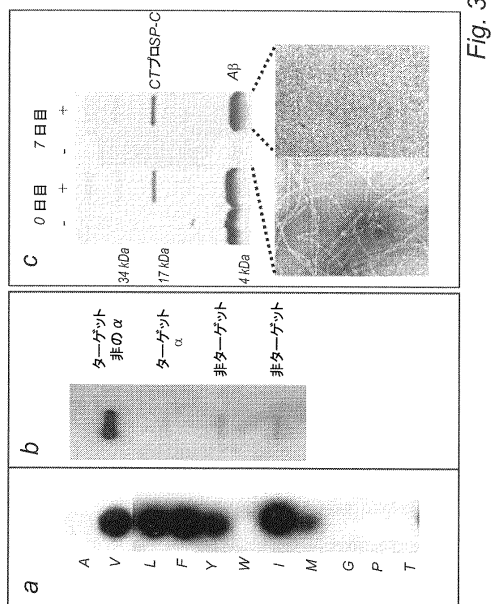 a
A
V
L
F
Y
W
I
M
G
P
T
b
ターゲット
非のα
ターゲット
α
非ターゲット
非ターゲット
c
0日目
7日目
- + - +
34 kDa
17 kDa
4 kDa
CTプロSP-C
Aβ
Fig. 3